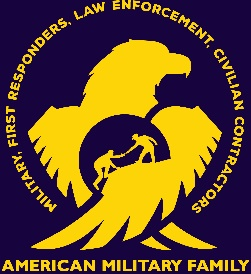 MILITARY, FIRST RESPONDERS, LAW ENFORCEMENT, CIVILIAN CONTRACTORS
AMERICAN MILITARY FAMILY